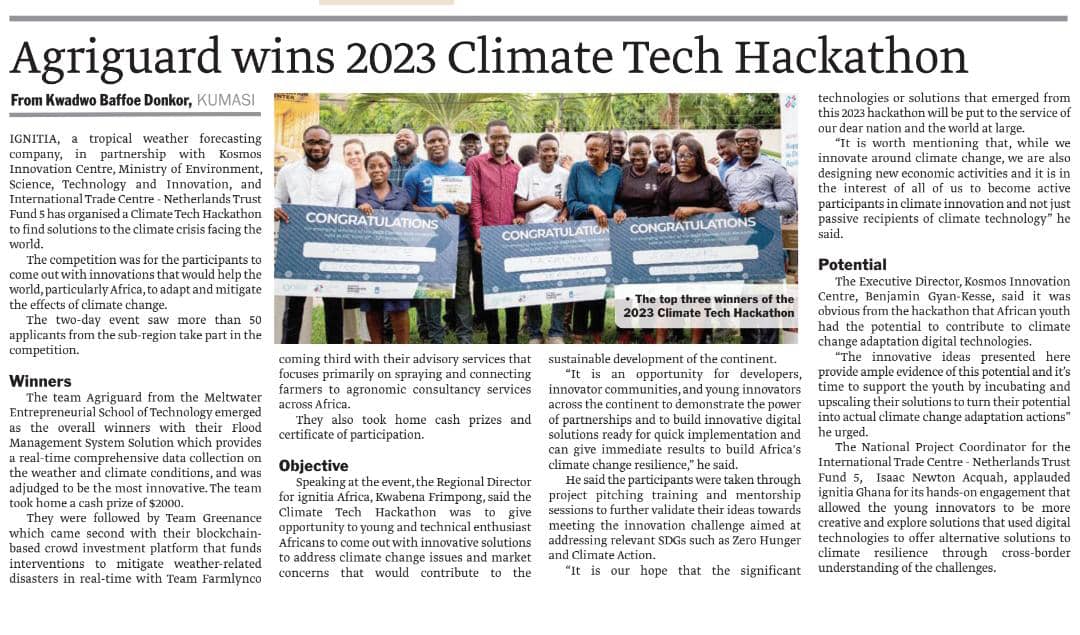 Agriguard wins 2023 Climate Tech Hackathon
From Kwadwo Baffoe Donkor, KUMASI
IGNITIA, a tropical weather forecasting
company, in partnership with Kosmos
Innovation Centre, Ministry of Environment,
Science, Technology and Innovation, and
International Trade Centre - Netherlands Trust
Fund 5 has organised a Climate Tech Hackathon
to find solutions to the climate crisis facing the
world.
The competition was for the participants to
come out with innovations that would help the
world, particularly Africa, to adapt and mitigate
the effects of climate change.
The two-day event saw more than 50
applicants from the sub-region take part in the
competition.
Winners
The team Agriguard from the Meltwater
Entrepreneurial School of Technology emerged
as the overall winners with their Flood
Management System Solution which provides
a real-time comprehensive data collection on
the weather and climate conditions, and was
adjudged to be the most innovative. The team
took home a cash prize of $2000.
They were followed by Team Greenance
which came second with their blockchain-
based crowd investment platform that funds
interventions to mitigate weather-related
disasters in real-time with Team Farmlynco
CONGRATULATIONS
CONGRATULATION
CONGRATULATIONS
• The top three winners of the
2023 Climate Tech Hackathon
coming third with their advisory services that
focuses primarily on spraying and connecting
farmers to agronomic consultancy services
across Africa.
They also took home cash prizes and
certificate of participation.
Objective
Speaking at the event, the Regional Director
for ignitia Africa, Kwabena Frimpong, said the
Climate Tech Hackathon was to give
opportunity to young and technical enthusiast
Africans to come out with innovative solutions
to address climate change issues and market
concerns that would contribute to the
sustainable development of the continent.
"It is an opportunity for developers,
innovator communities, and young innovators
across the continent to demonstrate the power
of partnerships and to build innovative digital
solutions ready for quick implementation and
can give immediate results to build Africa's
climate change resilience," he said.
He said the participants were taken through
project pitching training and mentorship
sessions to further validate their ideas towards
meeting the innovation challenge aimed at
addressing relevant SDGs such as Zero Hunger
and Climate Action.
"It is our hope that the significant
technologies or solutions that emerged from
this 2023 hackathon will be put to the service of
our dear nation and the world at large.
"It is worth mentioning that, while we
innovate around climate change, we are also
designing new economic activities and it is in
the interest of all of us to become active
participants in climate innovation and not just
passive recipients of climate technology" he
said.
Potential
The Executive Director, Kosmos Innovation
Centre, Benjamin Gyan-Kesse, said it was
obvious from the hackathon that African youth
had the potential to contribute to climate
change adaptation digital technologies.
"The innovative ideas presented here
provide ample evidence of this potential and it's
time to support the youth by incubating and
upscaling their solutions to turn their potential
into actual climate change adaptation actions"
he urged.
The National Project Coordinator for the
International Trade Centre - Netherlands Trust
Fund 5, Isaac Newton Acquah, applauded
ignitia Ghana for its hands-on engagement that
allowed the young innovators to be more
creative and explore solutions that used digital
technologies to offer alternative solutions to
climate resilience through cross-border
understanding of the challenges.